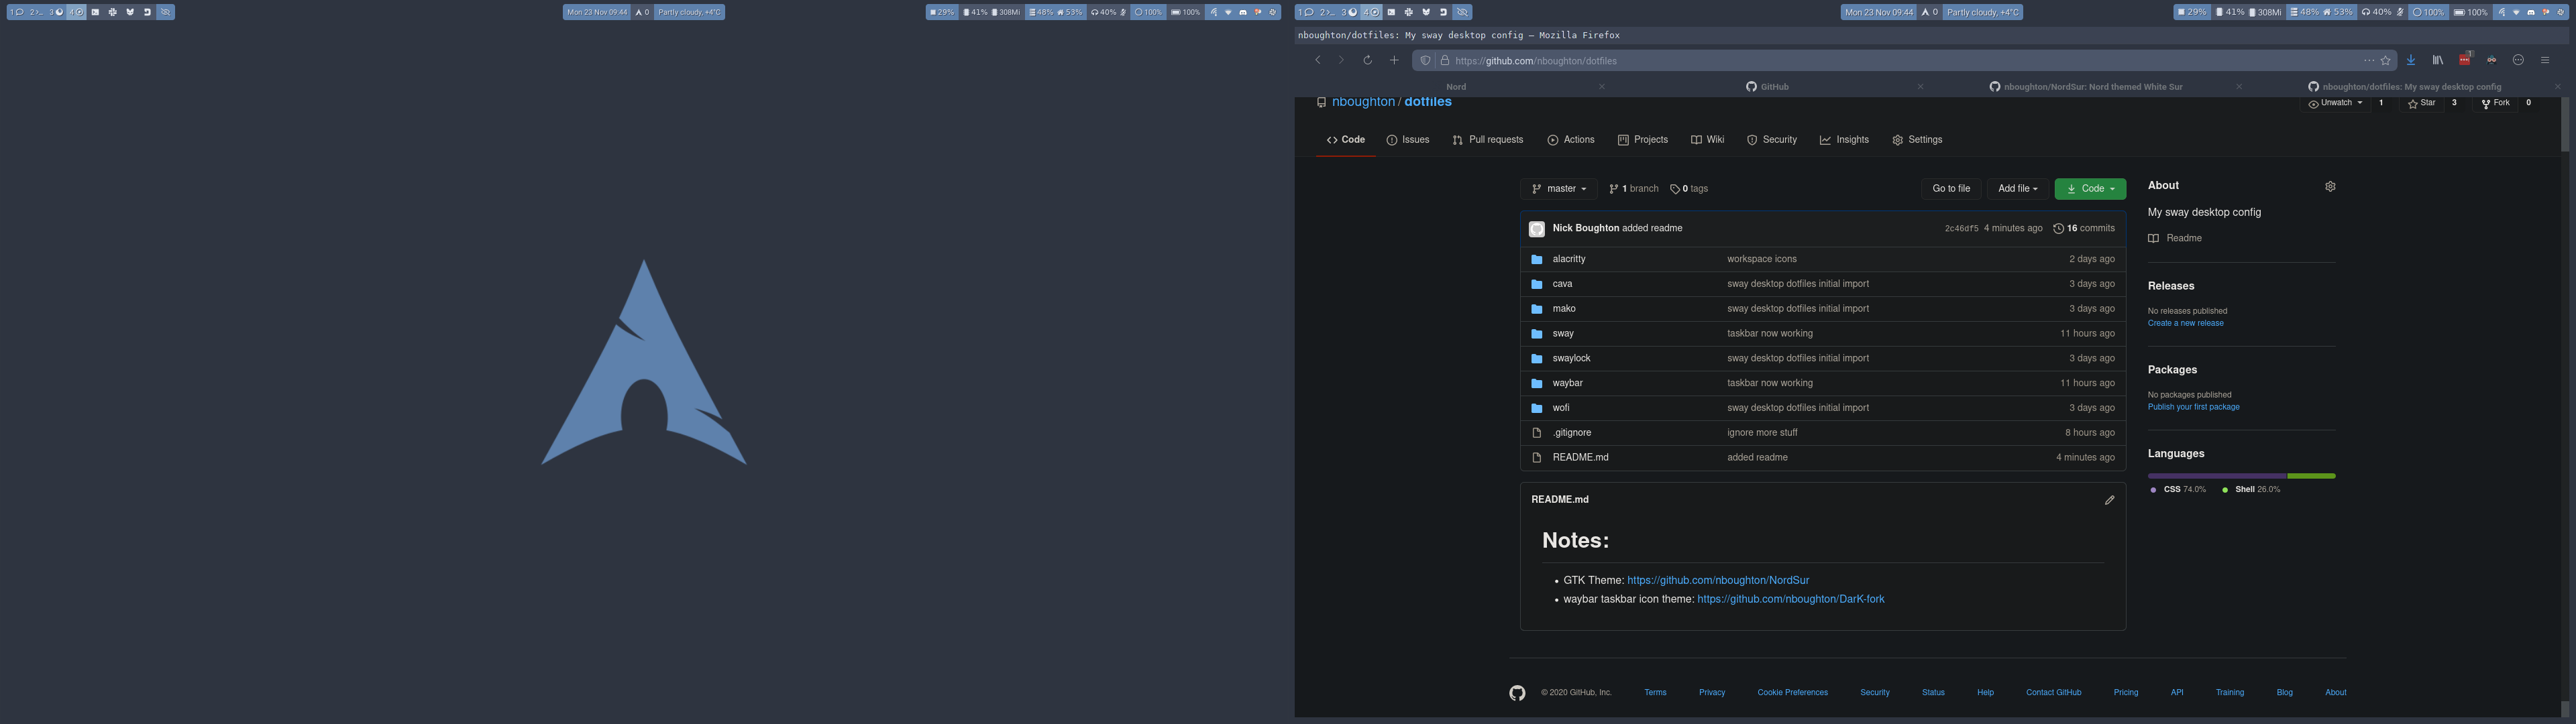 1 2 3 4
Mon 23 Nov 09:44 0 Partly cloudy, +4°C
29% 41% 308Mi 48% 53% 40% 100% 100%
1 2 3 4
Mon 23 Nov 09:44 0 Partly cloudy, +4°C
29% 41% 308Mi 48% 53% 40% 100% 100%
nboughton/dotfiles: My sway desktop config — Mozilla Firefox
https://github.com/nboughton/dotfiles
1
Nord GitHub nboughton/NordSur: Nord themed White Sur nboughton/dotfiles: My sway desktop config
nboughton / dotfiles Unwatch 1 Star 3 Fork 0
Code Issues Pull requests Actions Projects Wiki Security Insights Settings
master 1 branch 0 tags Go to file Add file Code
Nick Boughton added readme 2c46df5 4 minutes ago 16 commits
alacritty workspace icons 2 days ago
cava sway desktop dotfiles initial import 3 days ago
mako sway desktop dotfiles initial import 3 days ago
sway taskbar now working 11 hours ago
swaylock sway desktop dotfiles initial import 3 days ago
waybar taskbar now working 11 hours ago
wofi sway desktop dotfiles initial import 3 days ago
.gitignore ignore more stuff 8 hours ago
README.md added readme 4 minutes ago
README.md
Notes:
• GTK Theme: https://github.com/nboughton/NordSur
• waybar taskbar icon theme: https://github.com/nboughton/DarK-fork
About
My sway desktop config
Readme
Releases
No releases published
Create a new release
Packages
No packages published
Publish your first package
Languages
CSS 74.0% Shell 26.0%
© 2020 GitHub, Inc. Terms Privacy Cookie Preferences Security Status Help Contact GitHub Pricing API Training Blog About